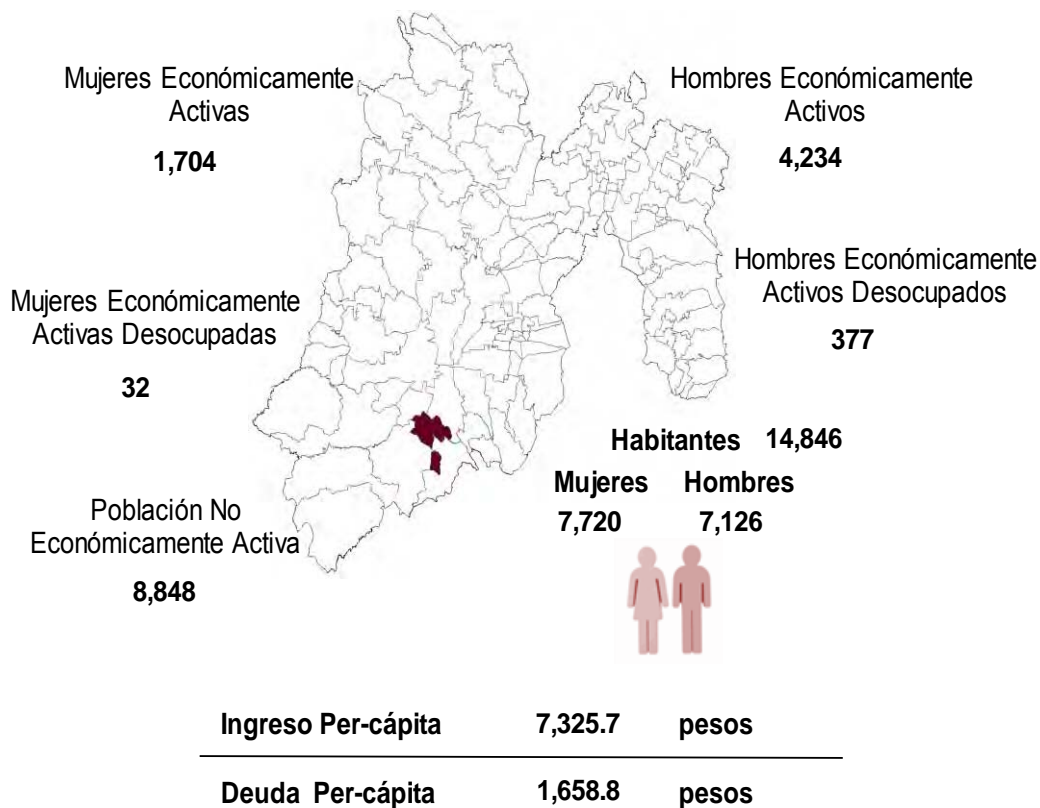 Mujeres Económicamente
Activas
1,704
Hombres Económicamente
Activos
4,234
Mujeres Económicamente
Activas Desocupadas
32
Hombres Económicamente
Activos Desocupados
377
Habitantes 14,846
Mujeres Hombres
7,720 7,126
Población No
Económicamente Activa
8,848
Ingreso Per-cápita 7,325.7 pesos
Deuda Per-cápita 1,658.8 pesos